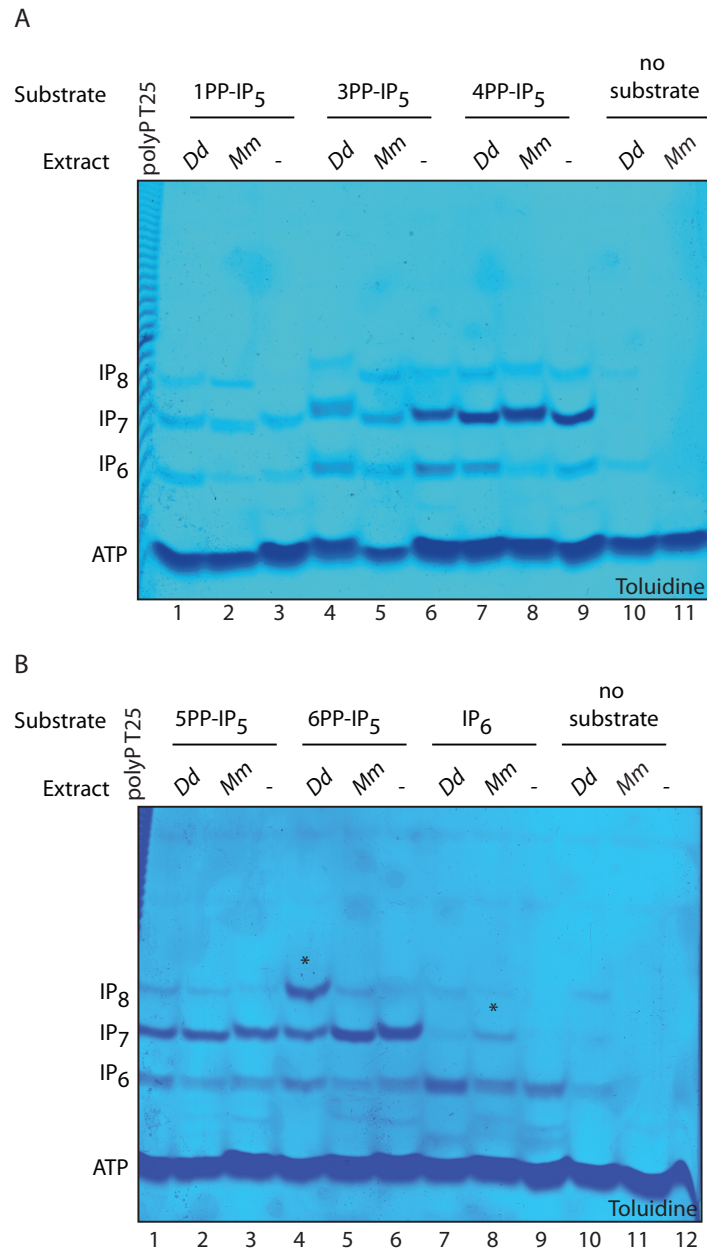 A
Substrate polyP T25 1PP-IP5 3PP-IP5 4PP-IP5 no substrate
Extract Dd Mm - Dd Mm - Dd Mm - Dd Mm
IP8
IP7
IP6
ATP
Toluidine
1 2 3 4 5 6 7 8 9 10 11
B
Substrate polyP T25 5PP-IP5 6PP-IP5 IP6 no substrate
Extract Dd Mm - Dd Mm - Dd Mm - Dd Mm -
*
IP8
*
IP7
IP6
ATP
Toluidine
1 2 3 4 5 6 7 8 9 10 11 12